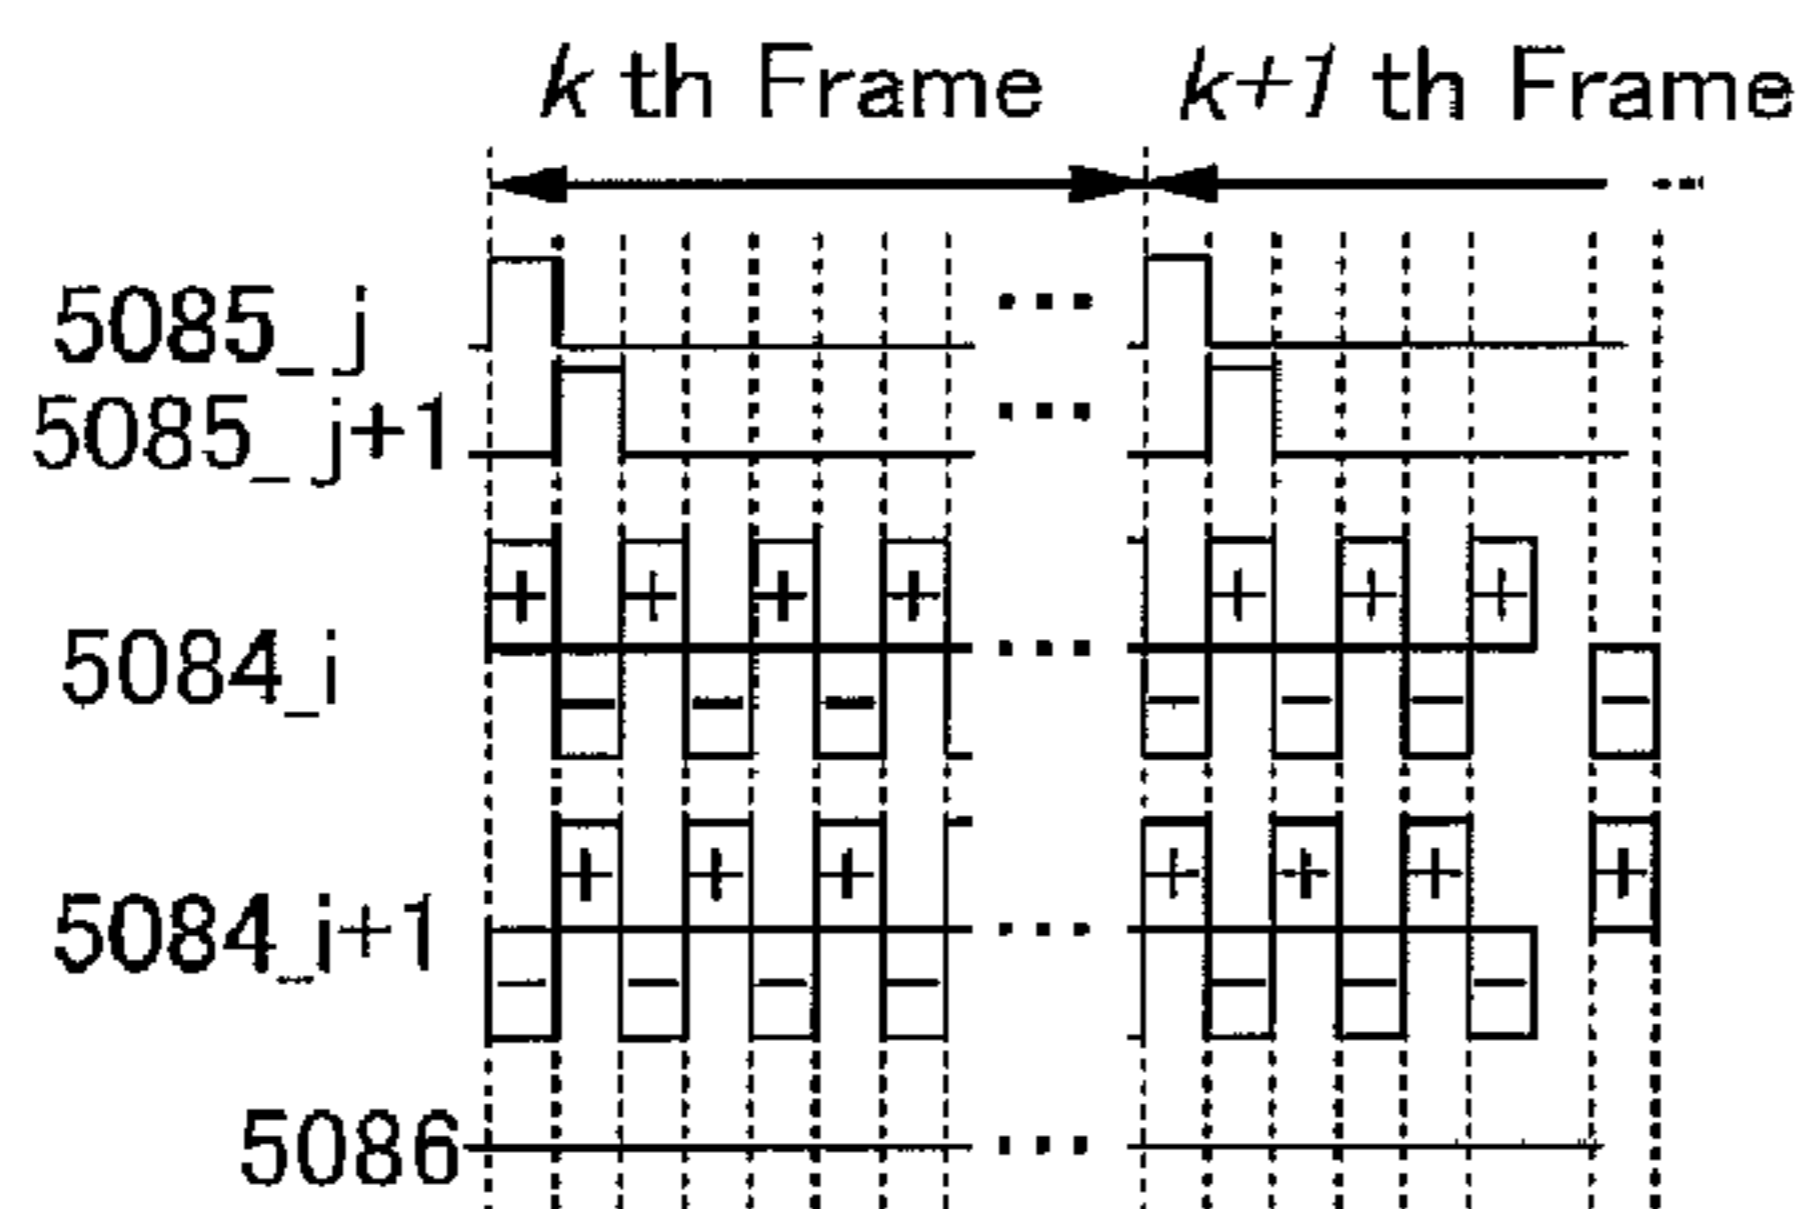 k th Frame k+1 th Frame
...
5085_j ...
5085_j+1 ...
+ + + + + + +
5084_i ...
− − − − − − −
+ + + + + + +
5084_i+1 ...
− − − − − − −
5086 ...